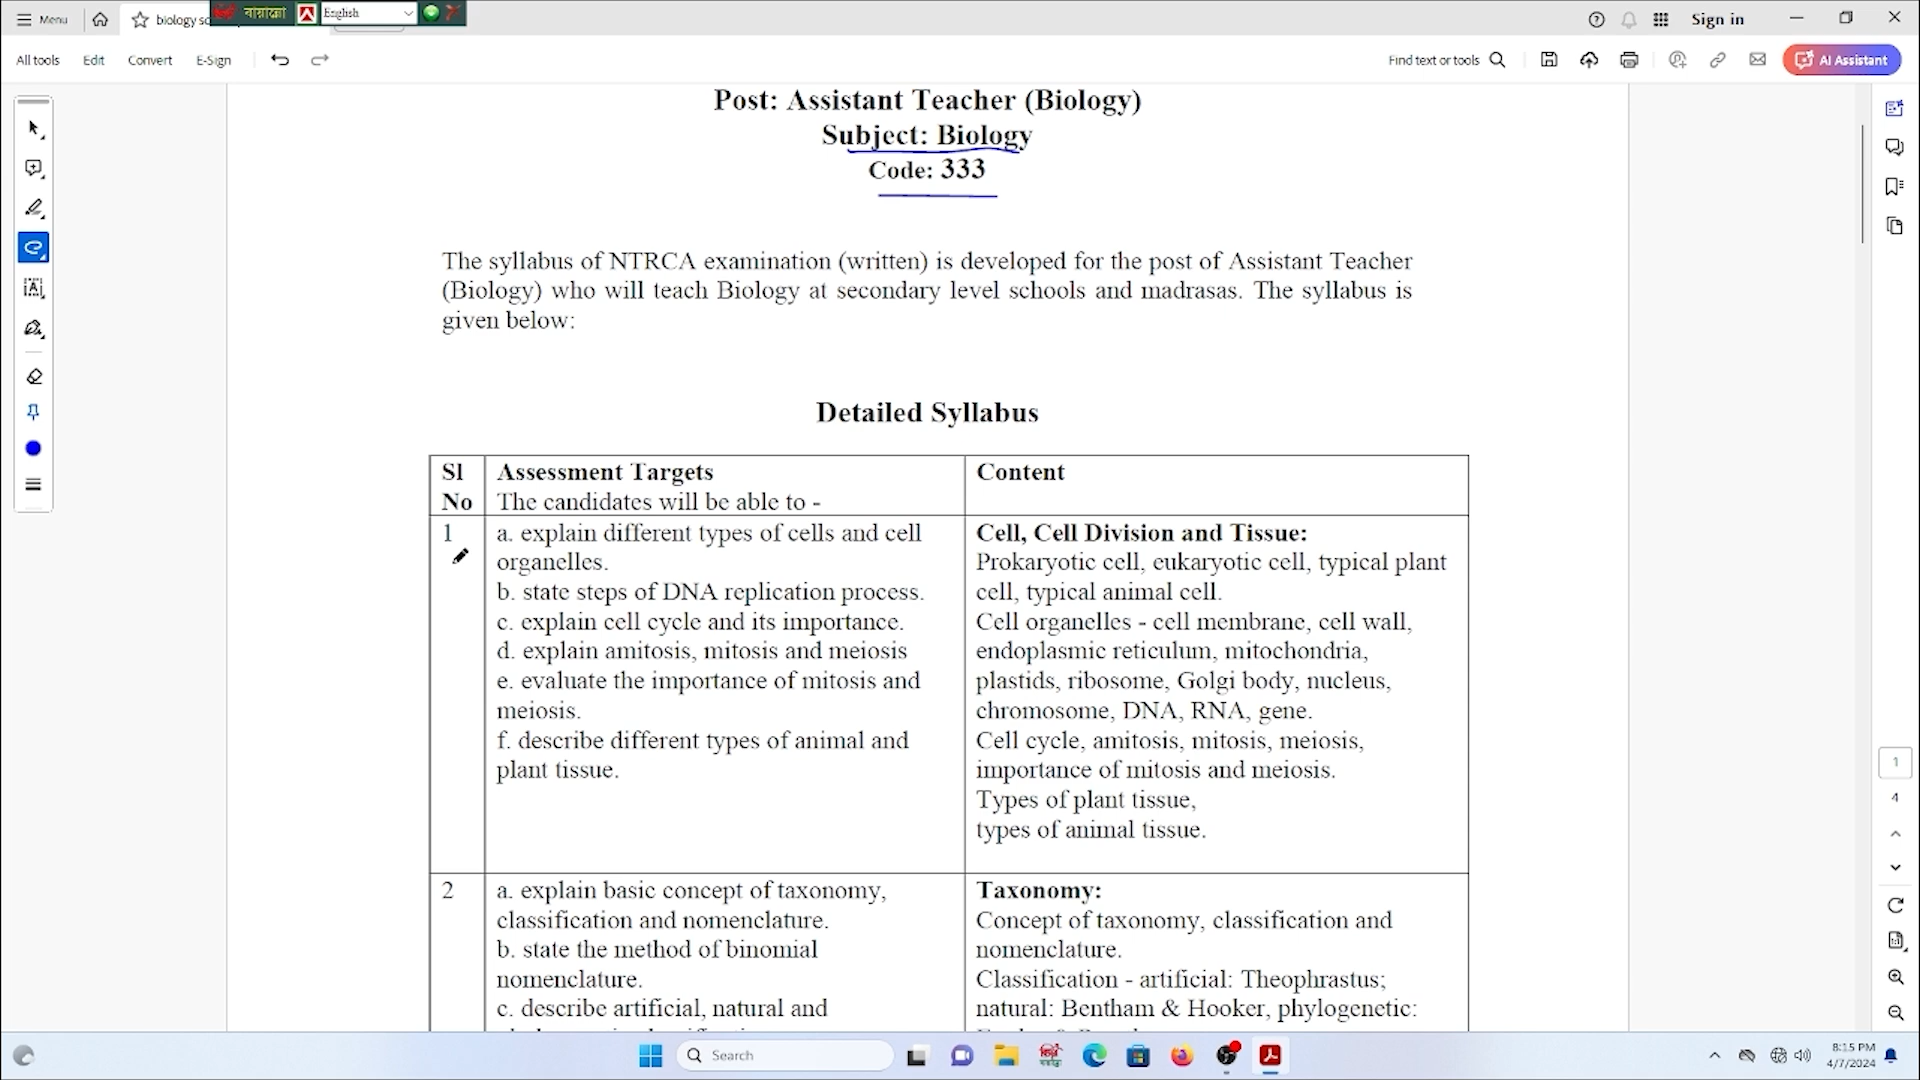 Menu
biology sc
বায়ান্নো
English
Sign in
All tools
Edit
Convert
E-Sign
Find text or tools
AI Assistant
Post: Assistant Teacher (Biology)
Subject: Biology
Code: 333
The syllabus of NTRCA examination (written) is developed for the post of Assistant Teacher
(Biology) who will teach Biology at secondary level schools and madrasas. The syllabus is
given below:
Detailed Syllabus
Sl No
Assessment Targets
The candidates will be able to -
Content
1
a. explain different types of cells and cell
organelles.
b. state steps of DNA replication process.
c. explain cell cycle and its importance.
d. explain amitosis, mitosis and meiosis
e. evaluate the importance of mitosis and
meiosis.
f. describe different types of animal and
plant tissue.
Cell, Cell Division and Tissue:
Prokaryotic cell, eukaryotic cell, typical plant
cell, typical animal cell.
Cell organelles - cell membrane, cell wall,
endoplasmic reticulum, mitochondria,
plastids, ribosome, Golgi body, nucleus,
chromosome, DNA, RNA, gene.
Cell cycle, amitosis, mitosis, meiosis,
importance of mitosis and meiosis.
Types of plant tissue,
types of animal tissue.
2
a. explain basic concept of taxonomy,
classification and nomenclature.
b. state the method of binomial
nomenclature.
c. describe artificial, natural and
Taxonomy:
Concept of taxonomy, classification and
nomenclature.
Classification - artificial: Theophrastus;
natural: Bentham & Hooker, phylogenetic:
1
4
Search
8:15 PM
4/7/2024